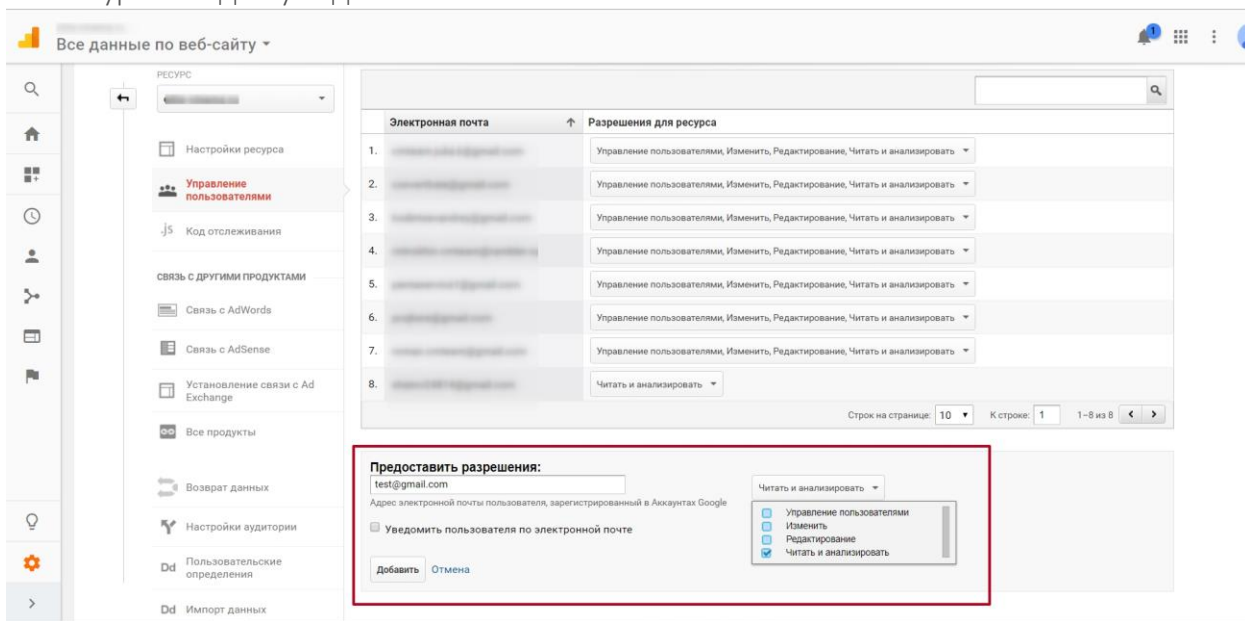 Все данные по веб-сайту
1
РЕСУРС
Настройки ресурса
Управление
пользователями
.js Код отслеживания
СВЯЗЬ С ДРУГИМИ ПРОДУКТАМИ
Связь с AdWords
Связь с AdSense
Установление связи с Ad
Exchange
Все продукты
Возврат данных
Настройки аудитории
Dd Пользовательские
определения
Dd Импорт данных
Электронная почта Разрешения для ресурса
1. Управление пользователями, Изменить, Редактирование, Читать и анализировать
2. Управление пользователями, Изменить, Редактирование, Читать и анализировать
3. Управление пользователями, Изменить, Редактирование, Читать и анализировать
4. Управление пользователями, Изменить, Редактирование, Читать и анализировать
5. Управление пользователями, Изменить, Редактирование, Читать и анализировать
6. Управление пользователями, Изменить, Редактирование, Читать и анализировать
7. Управление пользователями, Изменить, Редактирование, Читать и анализировать
8. Читать и анализировать
Строк на странице: 10 К строке: 1 1–8 из 8
Предоставить разрешения:
test@gmail.com
Адрес электронной почты пользователя, зарегистрированный в Аккаунтах Google
Уведомить пользователя по электронной почте
Добавить Отмена
Читать и анализировать
Управление пользователями
Изменить
Редактирование
Читать и анализировать